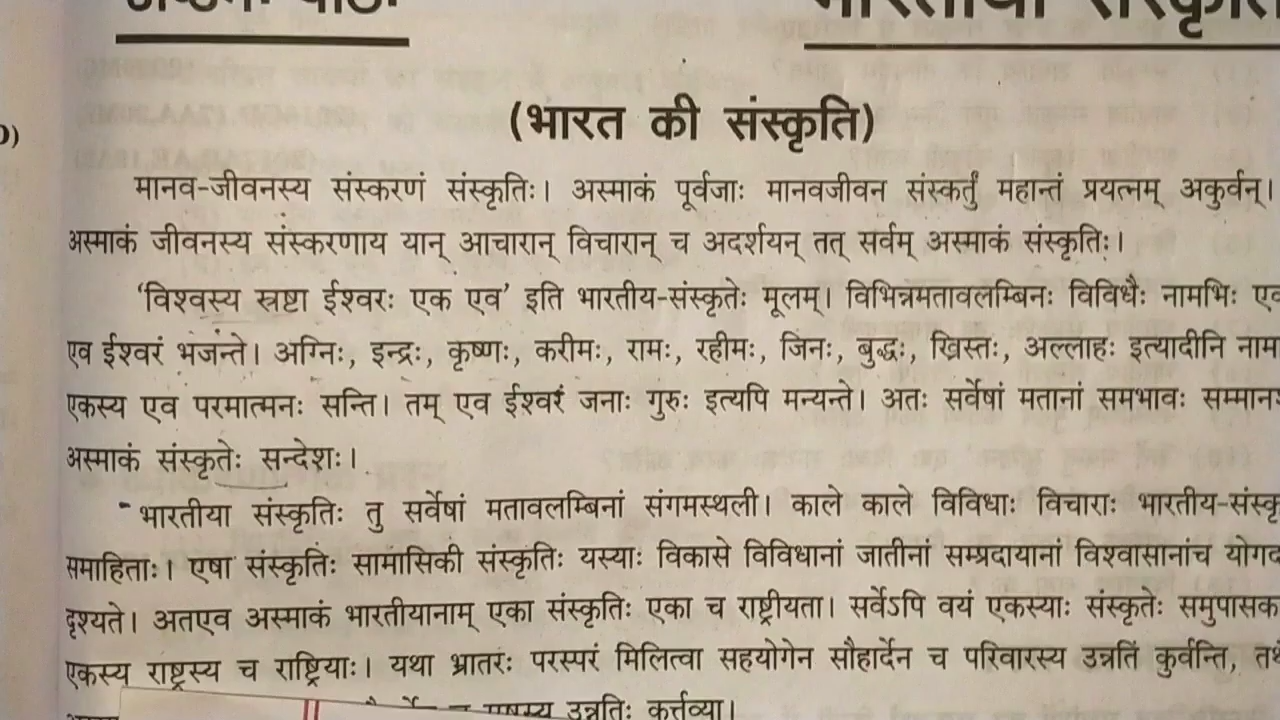 भारतीया संस्कृति
(भारत की संस्कृति)
मानव-जीवनस्य संस्करणं संस्कृतिः। अस्माकं पूर्वजाः मानवजीवन संस्कर्तुं महान्तं प्रयत्नम् अकुर्वन्।
अस्माकं जीवनस्य संस्करणाय यान् आचारान् विचारान् च अदर्शयन् तत् सर्वम् अस्माकं संस्कृतिः।
‘विश्वस्य स्रष्टा ईश्वरः एक एव’ इति भारतीय-संस्कृतेः मूलम्। विभिन्नमतावलम्बिनः विविधैः नामभिः
एव ईश्वरं भजन्ते। अग्निः, इन्द्रः, कृष्णः, करीमः, रामः, रहीमः, जिनः, बुद्धः, ख्रिस्तः, अल्लाहः इत्यादीनि नाम
एकस्य एव परमात्मनः सन्ति। तम् एव ईश्वरं जनाः गुरुः इत्यपि मन्यन्ते। अतः सर्वेषां मतानां समभावः
अस्माकं संस्कृतेः सन्देशः।
भारतीया संस्कृतिः तु सर्वेषां मतावलम्बिनां संगमस्थली। काले काले विविधाः विचाराः भारतीय-संस्कृ
समाहिताः। एषा संस्कृतिः सामासिकी संस्कृतिः यस्याः विकासे विविधानां जातीनां सम्प्रदायानां विश्वासानांच योगद
दृश्यते। अतएव अस्माकं भारतीयानाम् एका संस्कृतिः एका च राष्ट्रीयता। सर्वेऽपि वयं एकस्याः संस्कृतेः समुपासक
एकस्य राष्ट्रस्य च राष्ट्रियाः। यथा भ्रातरः परस्परं मिलित्वा सहयोगेन सौहार्देन च परिवारस्य उन्नतिं कुर्वन्ति,
उन्नतिः कर्त्तव्या।